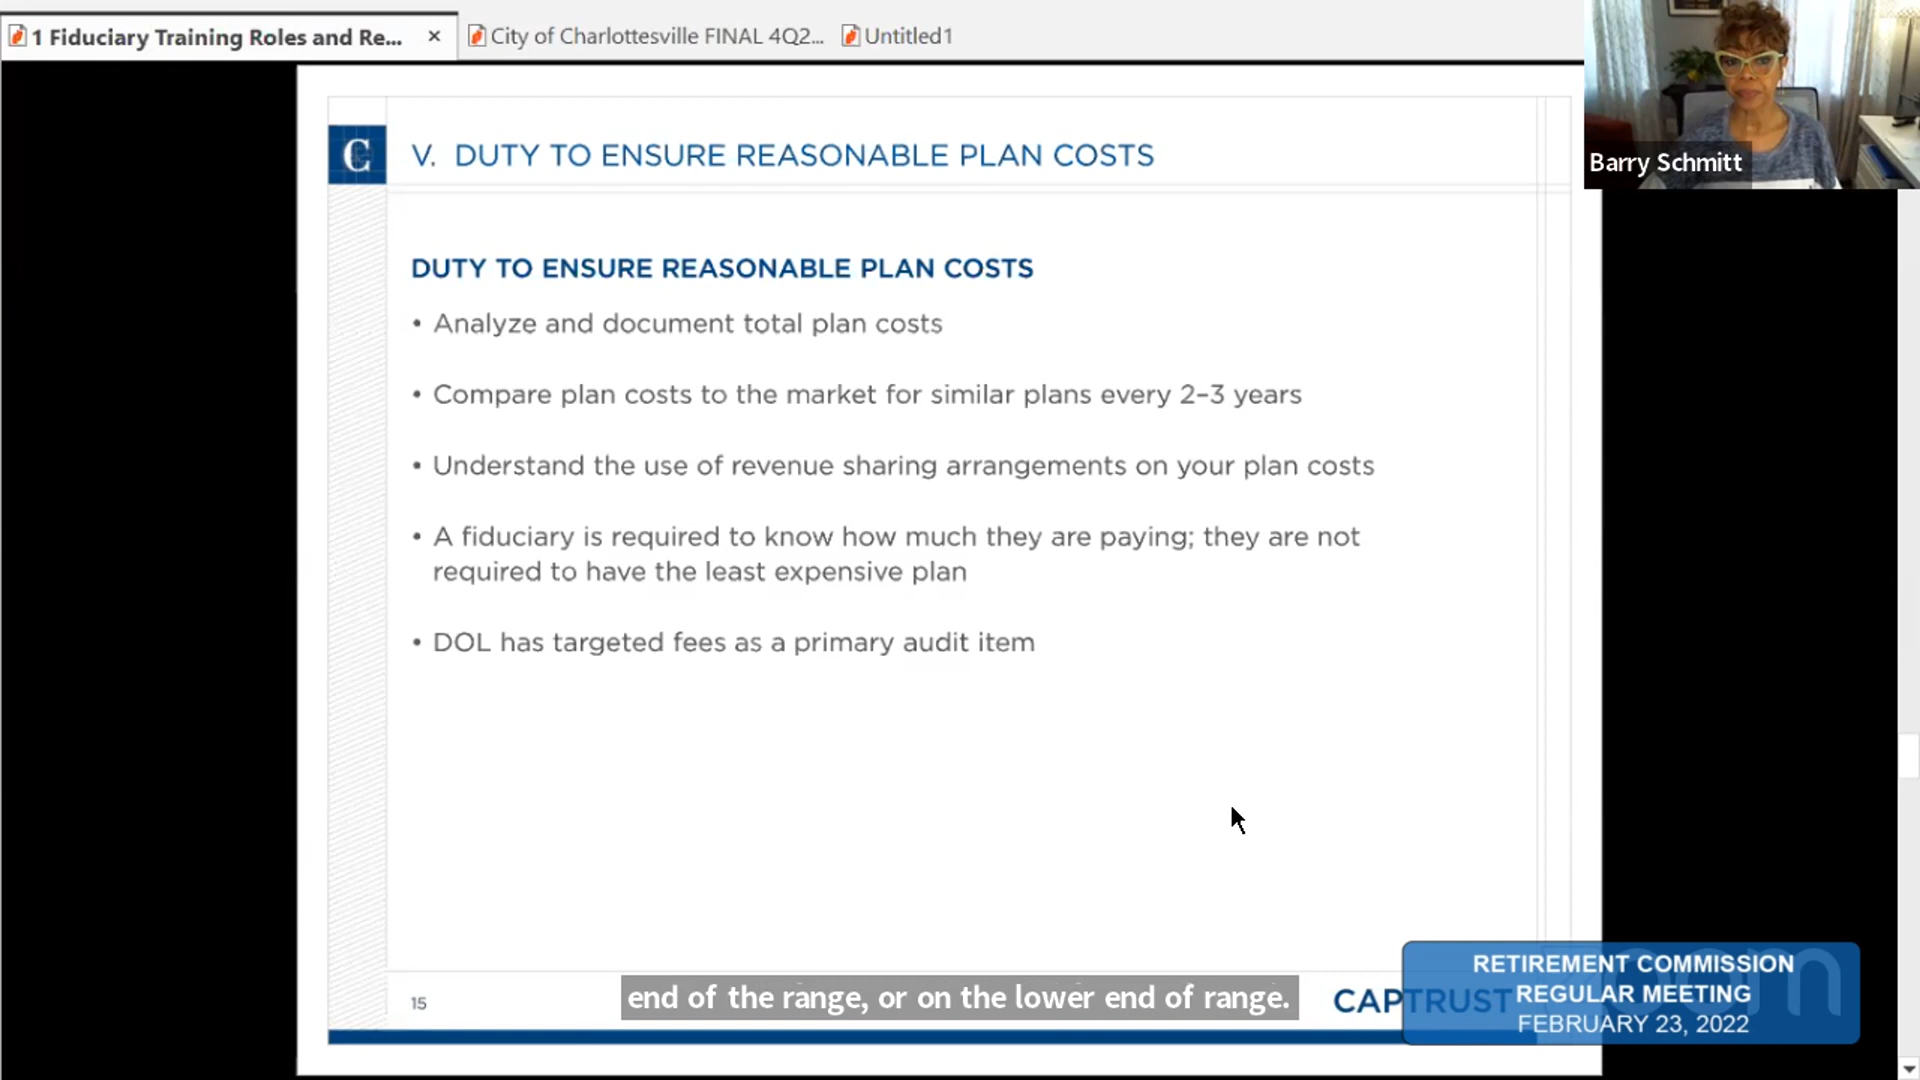 1 Fiduciary Training Roles and Re...
City of Charlottesville FINAL 4Q2...
Untitled1
Barry Schmitt
C
V. DUTY TO ENSURE REASONABLE PLAN COSTS
DUTY TO ENSURE REASONABLE PLAN COSTS
• Analyze and document total plan costs
• Compare plan costs to the market for similar plans every 2–3 years
• Understand the use of revenue sharing arrangements on your plan costs
• A fiduciary is required to know how much they are paying; they are not
required to have the least expensive plan
• DOL has targeted fees as a primary audit item
15
end of the range, or on the lower end of range.
CAPTRUST
RETIREMENT COMMISSION
REGULAR MEETING
FEBRUARY 23, 2022